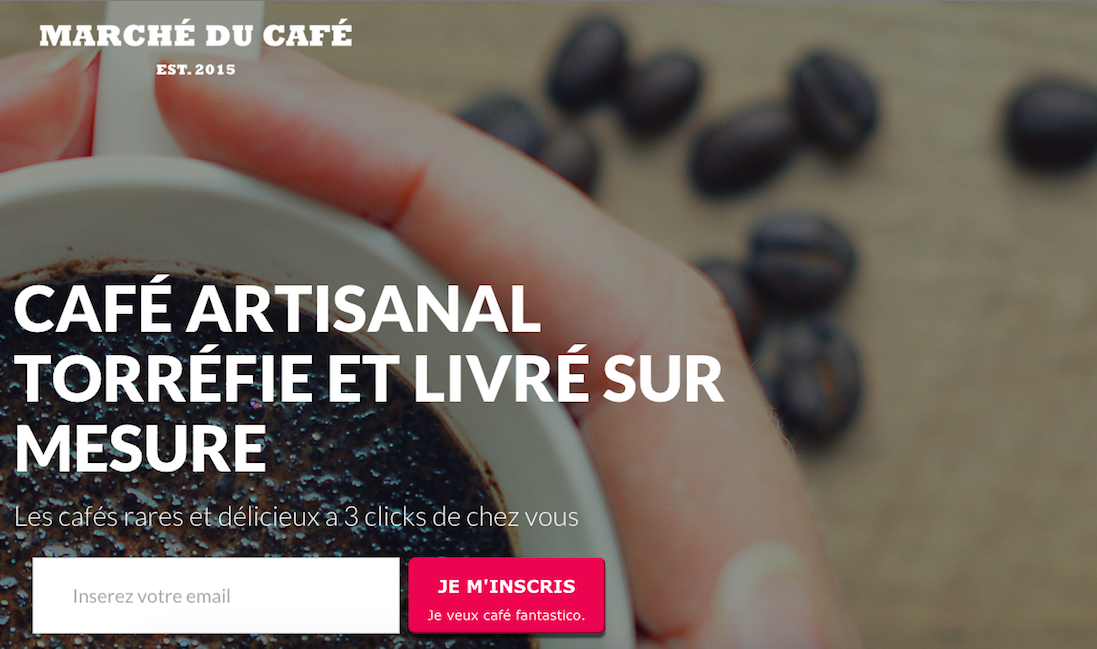 MARCHÉ DU CAFÉ
EST. 2015
CAFÉ ARTISANAL
TORRÉFIE ET LIVRÉ SUR
MESURE
Les cafés rares et délicieux a 3 clicks de chez vous
Inserez votre email
JE M'INSCRIS
Je veux café fantastico.